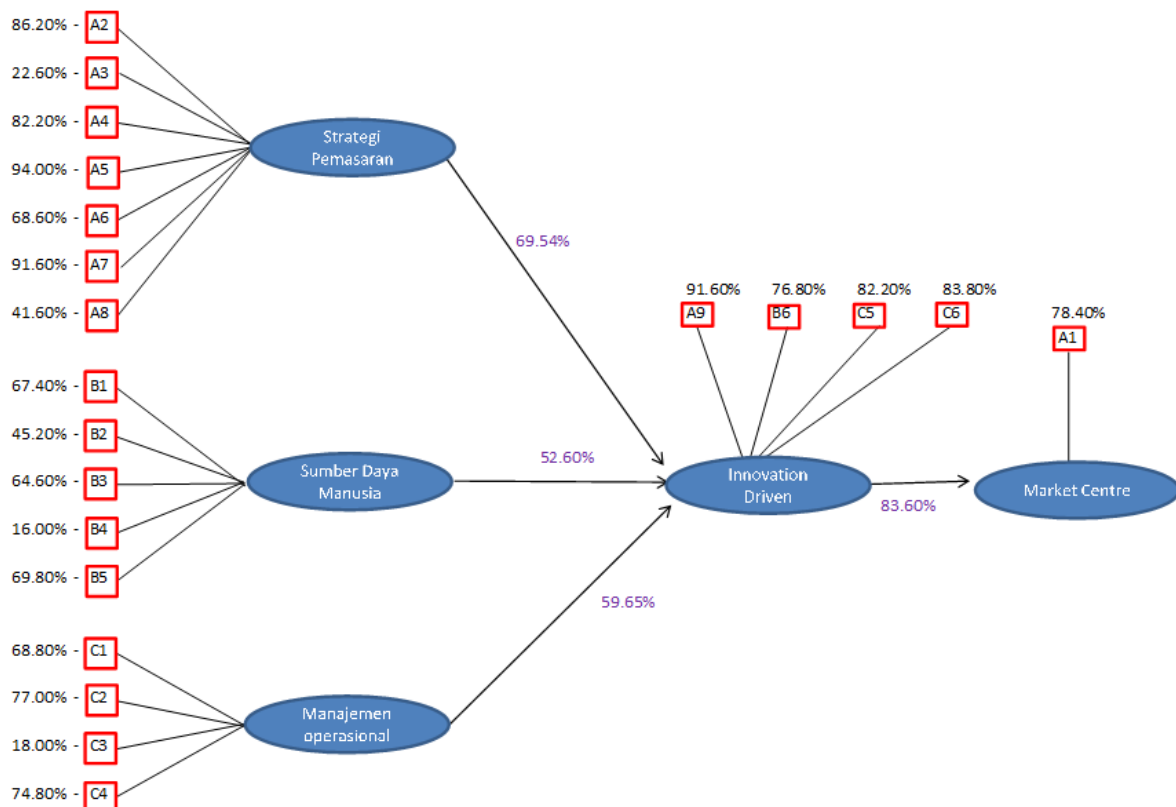 86.20% - A2
22.60% - A3
82.20% - A4
94.00% - A5
68.60% - A6
91.60% - A7
41.60% - A8
Strategi
Pemasaran
69.54%
67.40% - B1
45.20% - B2
64.60% - B3
16.00% - B4
69.80% - B5
Sumber Daya
Manusia
52.60%
68.80% - C1
77.00% - C2
18.00% - C3
74.80% - C4
Manajemen
operasional
59.65%
91.60% 76.80% 82.20% 83.80%
A9 B6 C5 C6
Innovation
Driven
83.60%
78.40%
A1
Market Centre